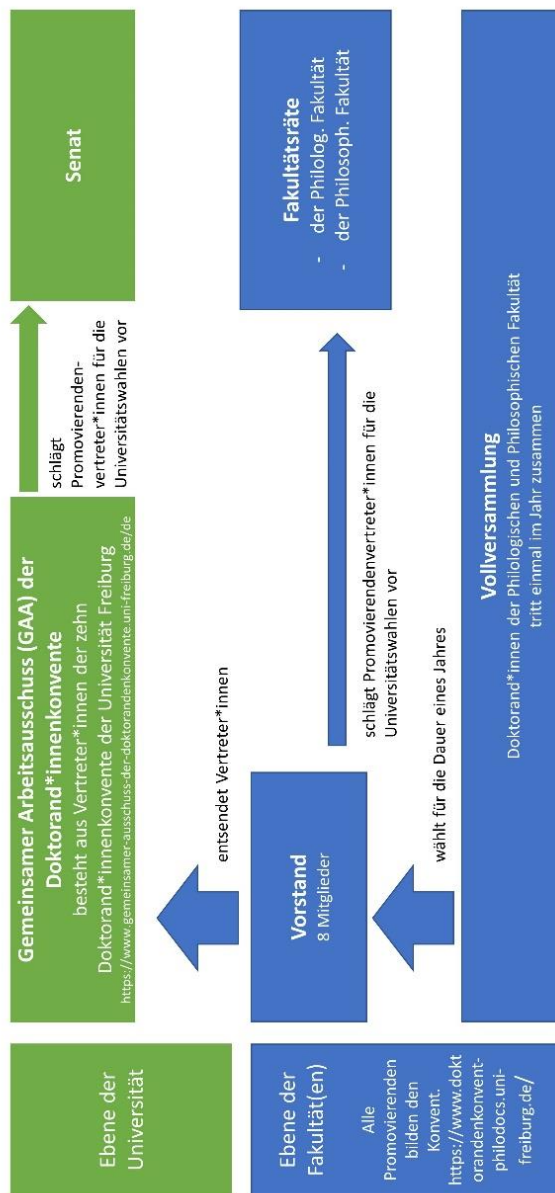 Ebene der
Universität
Gemeinsamer Arbeitsausschuss (GAA) der
Doktorand*innenkonvente
besteht aus Vertreter*innen der zehn
Doktorand*innenkonvente der Universität Freiburg
https://www.gemeinsamer-ausschuss-der-doktorandenkonvente.uni-freiburg.de/de
schlägt
Promovierenden-
vertreter*innen für die
Universitätswahlen vor
Senat
entsendet Vertreter*innen
Ebene der
Fakultät(en)
Alle
Promovierenden
bilden den
Konvent.
https://www.dokt
orandenkonvent-
philodocs.uni-
freiburg.de/
Vorstand
8 Mitglieder
schlägt Promovierendenvertreter*innen für die
Universitätswahlen vor
Fakultätsräte
- der Philolog. Fakultät
- der Philosoph. Fakultät
wählt für die Dauer eines Jahres
Vollversammlung
Doktorand*innen der Philologischen und Philosophischen Fakultät
tritt einmal im Jahr zusammen